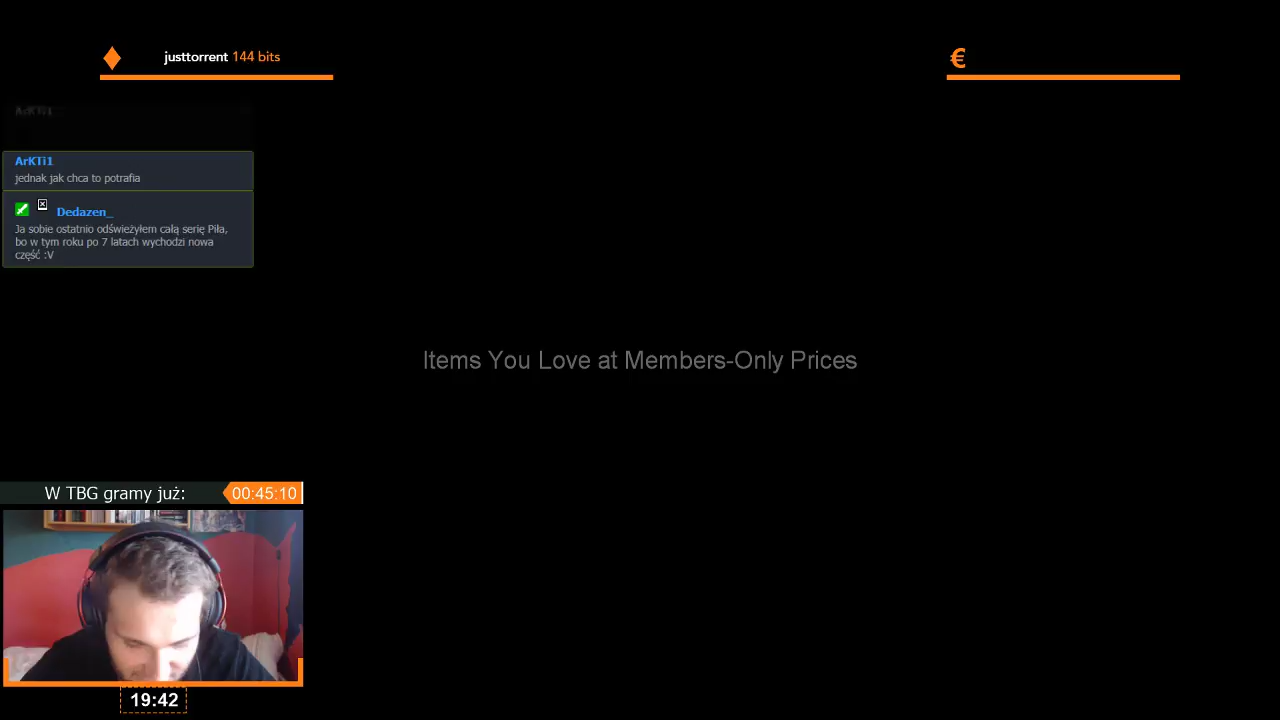 justtorrent 144 bits
€
ArKTi1
ArKTi1
jednak jak chca to potrafia
Dedazen_
Ja sobie ostatnio odświeżyłem całą serię Piła,
bo w tym roku po 7 latach wychodzi nowa
część :V
Items You Love at Members-Only Prices
W TBG gramy już: 00:45:10
19:42